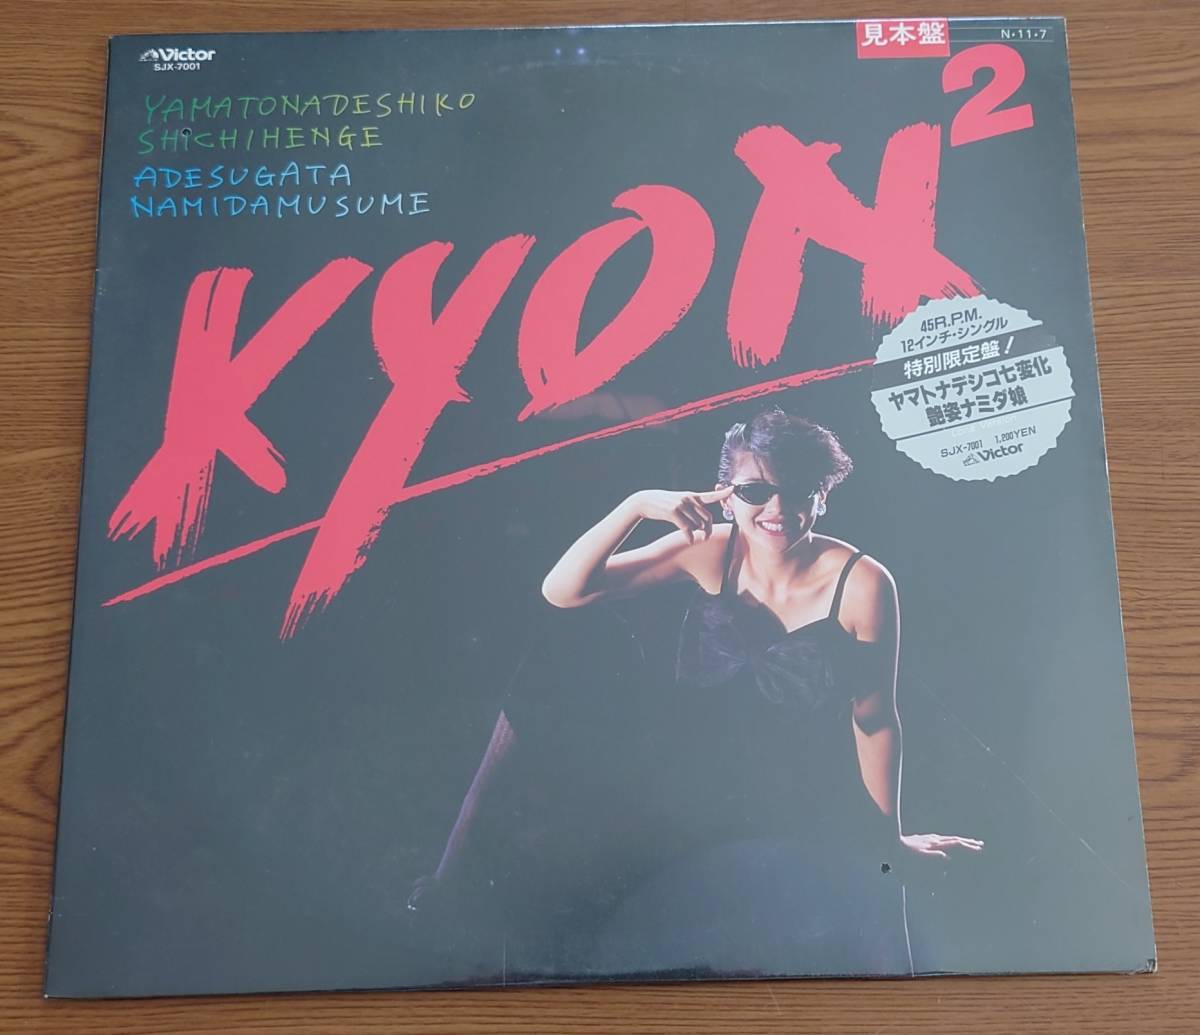 Victor
SJX-7001
見本盤
N・11・7
YAMATONADESHIKO
SHICHIHENGE
ADESUGATA
NAMIDAMUSUME
KYON2
45R.P.M.
12インチ・シングル
特別限定盤!
ヤマトナデシコ七変化
艶姿ナミダ娘
SJX-7001 1,200YEN
Victor